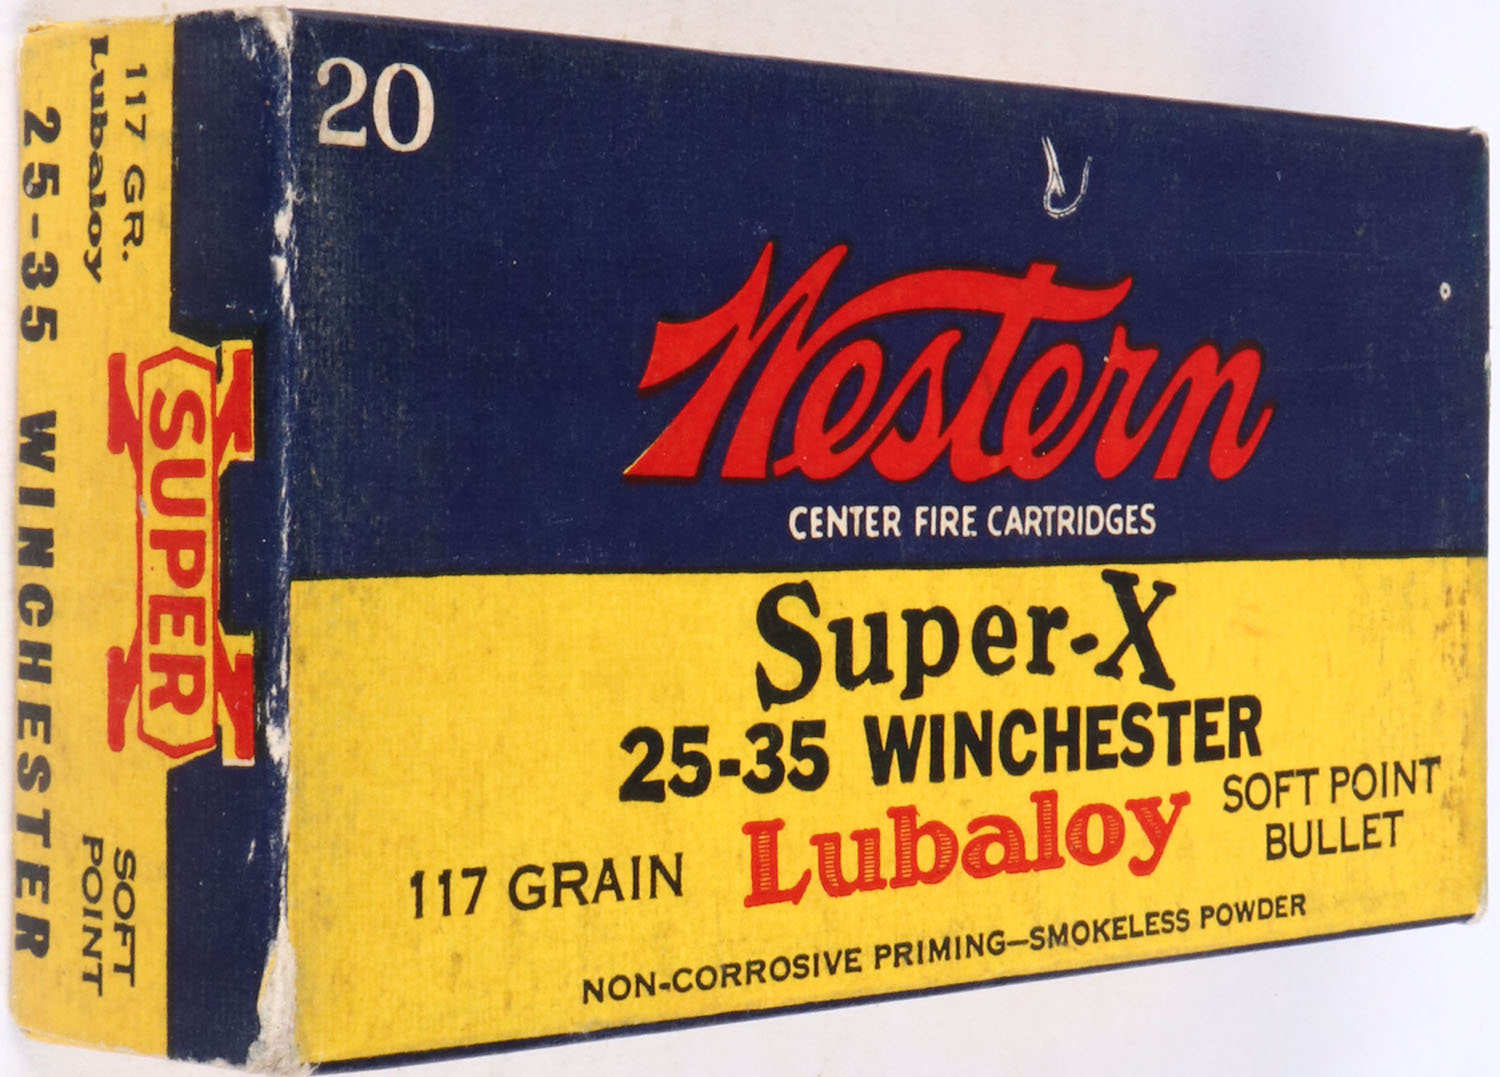 20
Western
CENTER FIRE CARTRIDGES
Super-X
25-35 WINCHESTER
117 GRAIN Lubaloy SOFT POINT
BULLET
NON-CORROSIVE PRIMING—SMOKELESS POWDER
117 GR.
Lubaloy
SUPER X
SOFT
POINT
25-35 WINCHESTER